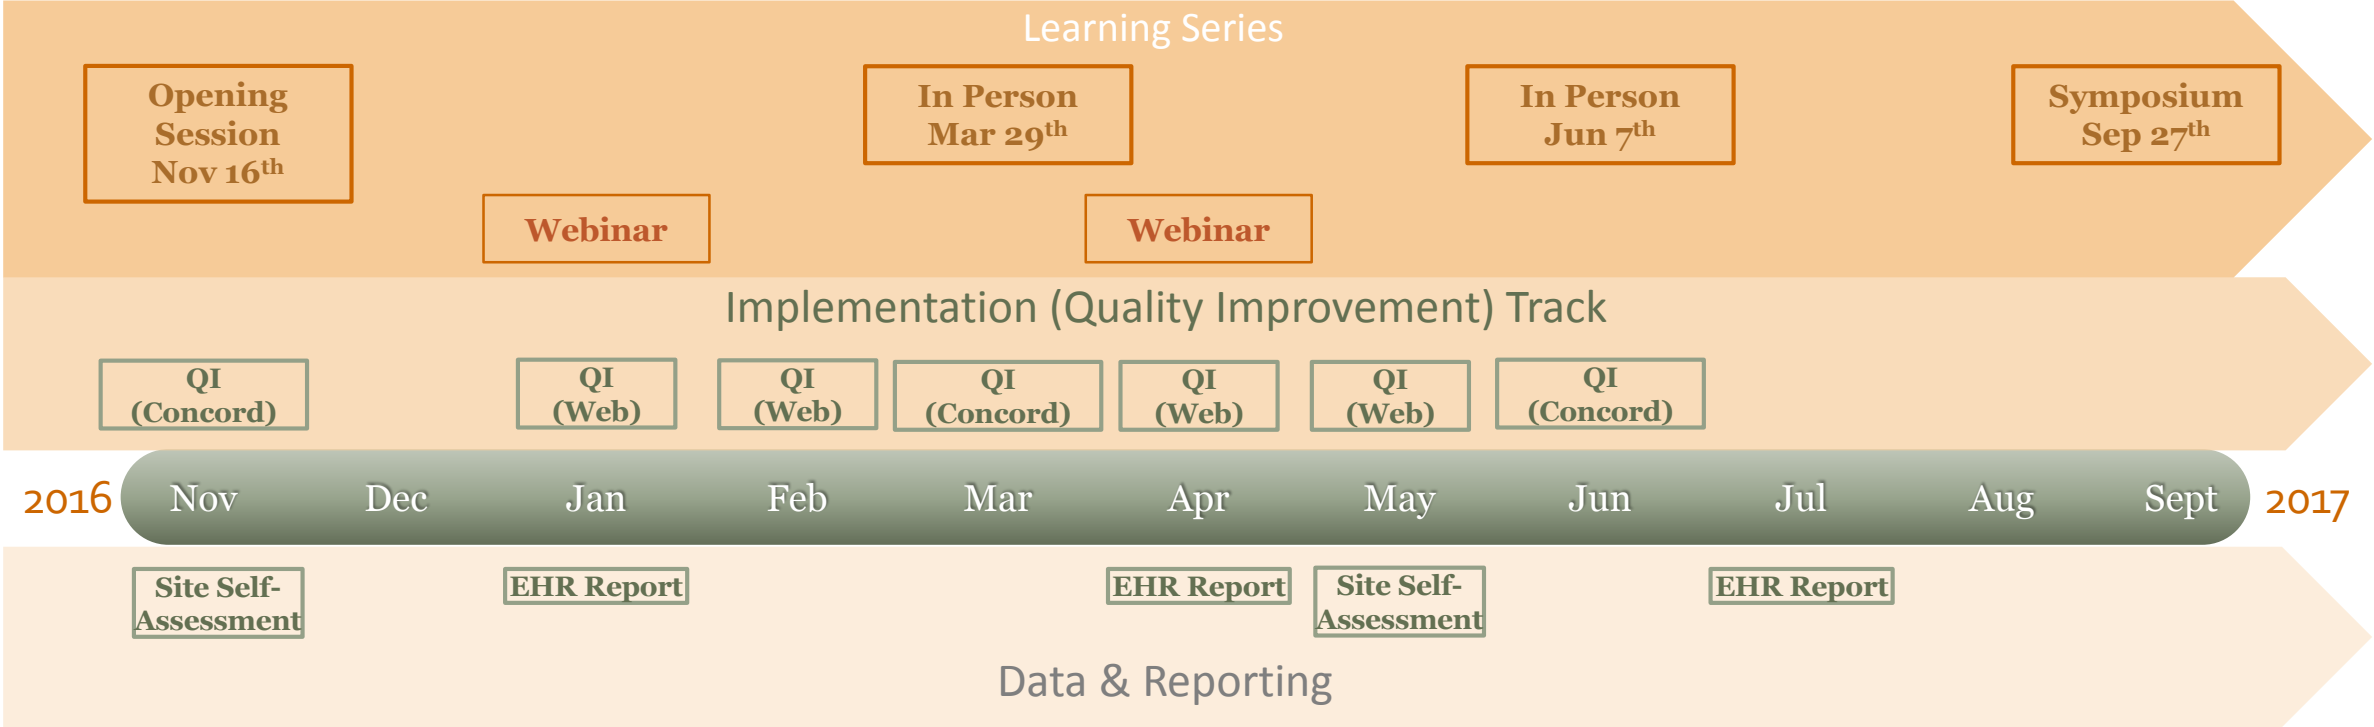 Learning Series
Opening
Session
Nov 16th
In Person
Mar 29th
In Person
Jun 7th
Symposium
Sep 27th
Webinar
Webinar
Implementation (Quality Improvement) Track
QI
(Concord)
QI
(Web)
QI
(Web)
QI
(Concord)
QI
(Web)
QI
(Web)
QI
(Concord)
2016 Nov Dec Jan Feb Mar Apr May Jun Jul Aug Sept 2017
Site Self-
Assessment
EHR Report
EHR Report
Site Self-
Assessment
EHR Report
Data & Reporting